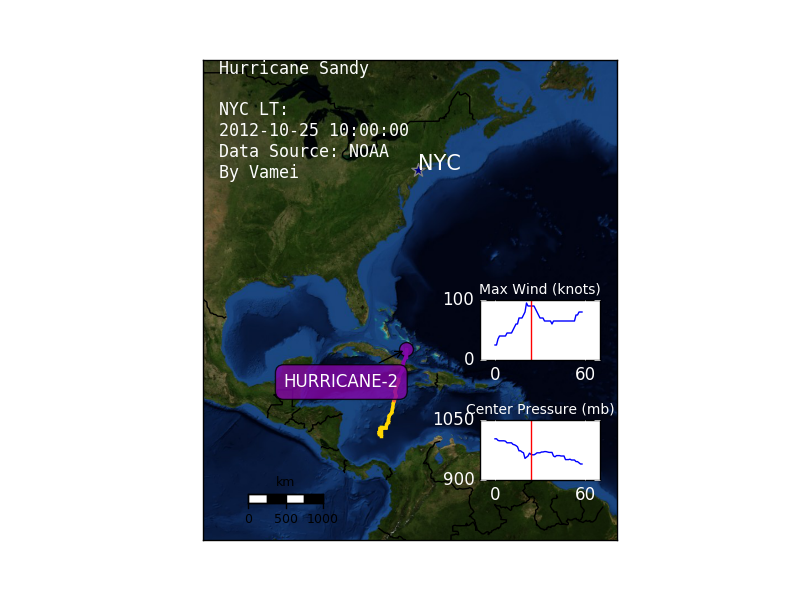 Hurricane Sandy
NYC LT:
2012-10-25 10:00:00
Data Source: NOAA
By Vamei
NYC
Max Wind (knots)
100
0
0 60
HURRICANE-2
Center Pressure (mb)
1050
900
0 60
km
0 500 1000